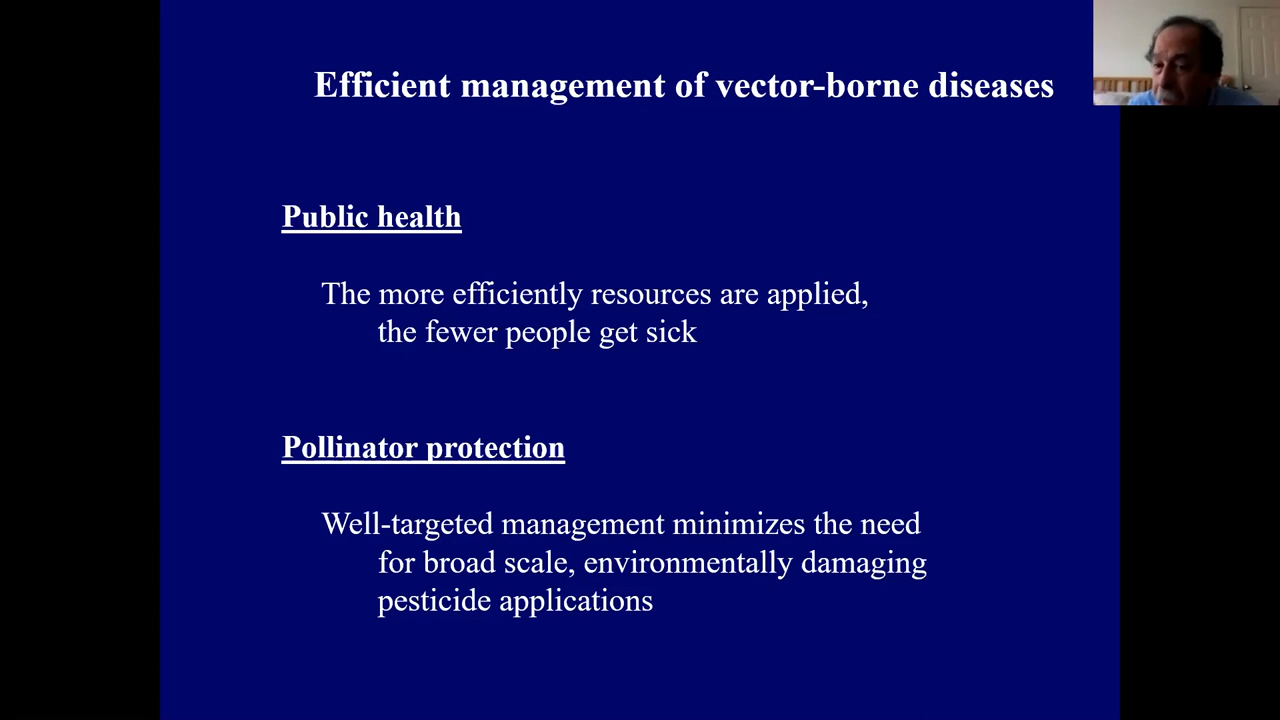 Efficient management of vector-borne diseases
Public health
The more efficiently resources are applied,
the fewer people get sick
Pollinator protection
Well-targeted management minimizes the need
for broad scale, environmentally damaging
pesticide applications